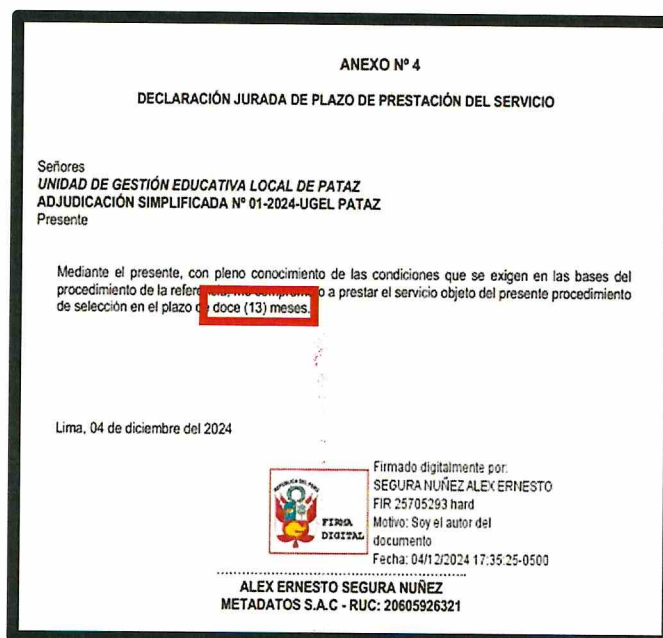 ANEXO Nº 4
DECLARACIÓN JURADA DE PLAZO DE PRESTACIÓN DEL SERVICIO
Señores
UNIDAD DE GESTIÓN EDUCATIVA LOCAL DE PATAZ
ADJUDICACIÓN SIMPLIFICADA Nº 01-2024-UGEL PATAZ
Presente
Mediante el presente, con pleno conocimiento de las condiciones que se exigen en las bases del
procedimiento de la referencia, me comprometo a prestar el servicio objeto del presente procedimiento
de selección en el plazo de doce (13) meses.
Lima, 04 de diciembre del 2024
REPÚBLICA DEL PERÚ
FIRMA
DIGITAL
Firmado digitalmente por:
SEGURA NUÑEZ ALEX ERNESTO
FIR 25705293 hard
Motivo: Soy el autor del
documento
Fecha: 04/12/2024 17:35:25-0500
ALEX ERNESTO SEGURA NUÑEZ
METADATOS S.A.C - RUC: 20605926321